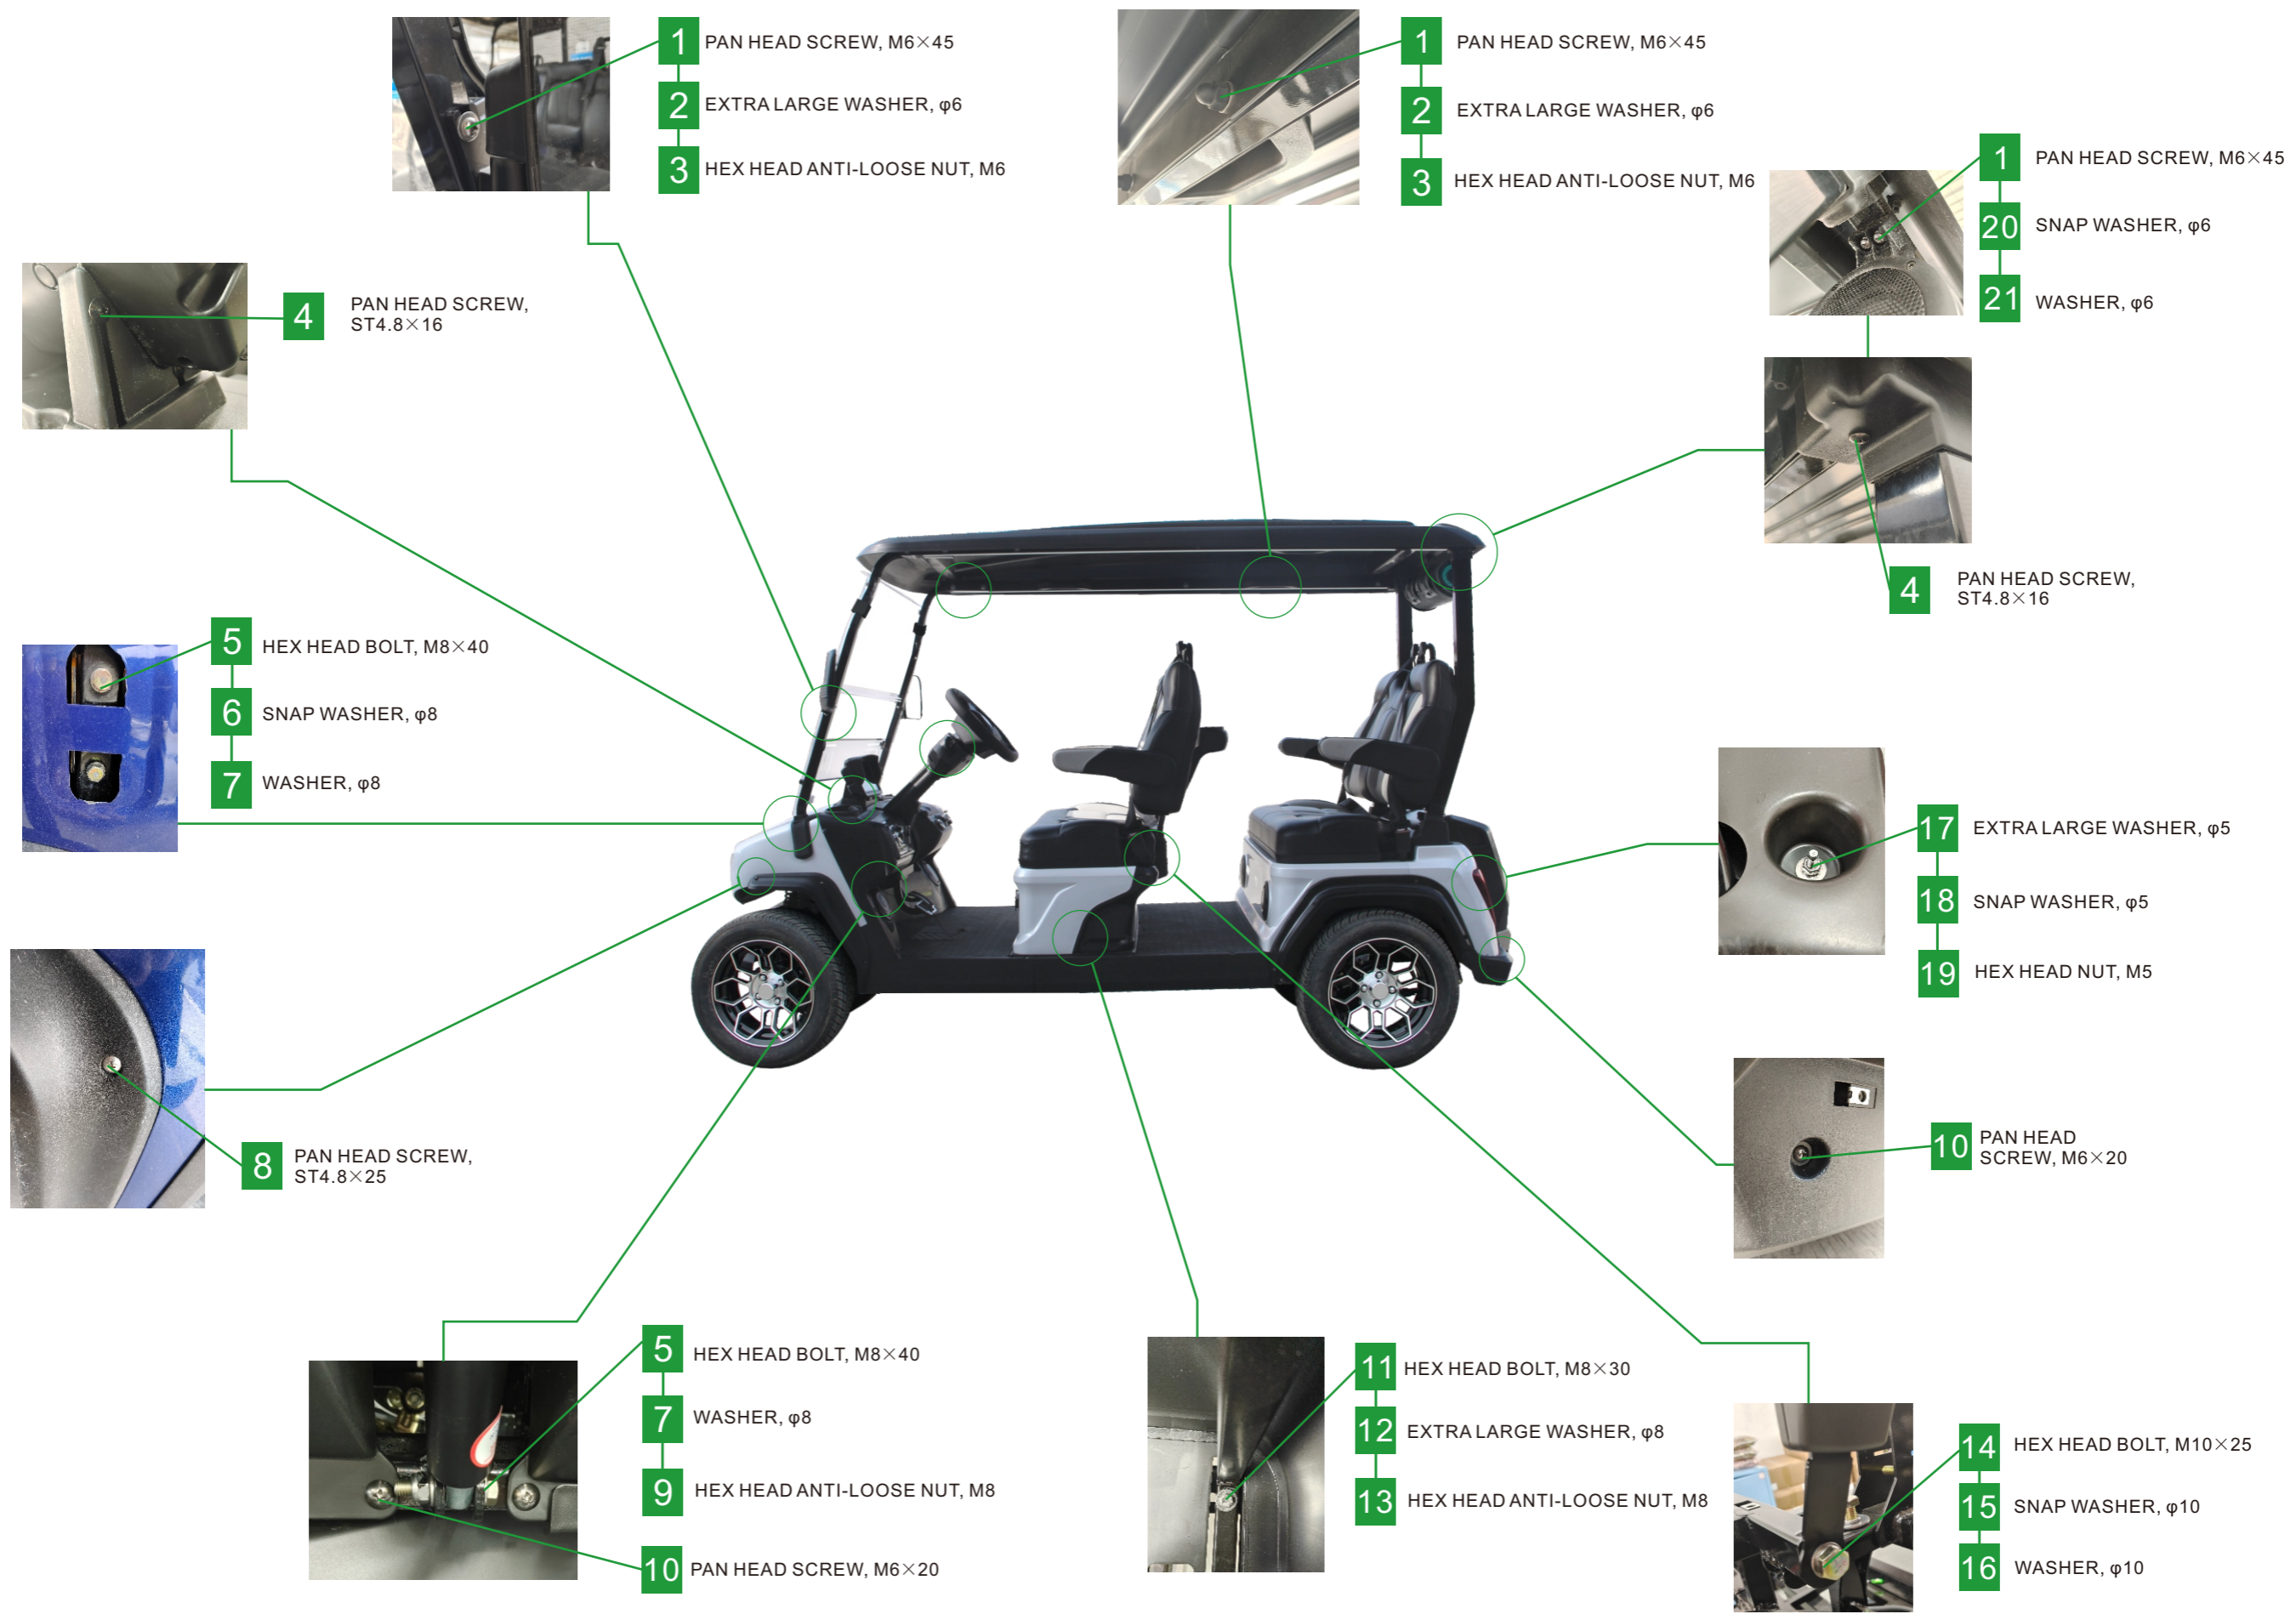 1 PAN HEAD SCREW, M6×45
2 EXTRA LARGE WASHER, φ6
3 HEX HEAD ANTI-LOOSE NUT, M6
1 PAN HEAD SCREW, M6×45
2 EXTRA LARGE WASHER, φ6
3 HEX HEAD ANTI-LOOSE NUT, M6
1 PAN HEAD SCREW, M6×45
20 SNAP WASHER, φ6
21 WASHER, φ6
4 PAN HEAD SCREW,
ST4.8×16
4 PAN HEAD SCREW,
ST4.8×16
5 HEX HEAD BOLT, M8×40
6 SNAP WASHER, φ8
7 WASHER, φ8
17 EXTRA LARGE WASHER, φ5
18 SNAP WASHER, φ5
19 HEX HEAD NUT, M5
8 PAN HEAD SCREW,
ST4.8×25
10 PAN HEAD
SCREW, M6×20
5 HEX HEAD BOLT, M8×40
7 WASHER, φ8
9 HEX HEAD ANTI-LOOSE NUT, M8
10 PAN HEAD SCREW, M6×20
11 HEX HEAD BOLT, M8×30
12 EXTRA LARGE WASHER, φ8
13 HEX HEAD ANTI-LOOSE NUT, M8
14 HEX HEAD BOLT, M10×25
15 SNAP WASHER, φ10
16 WASHER, φ10